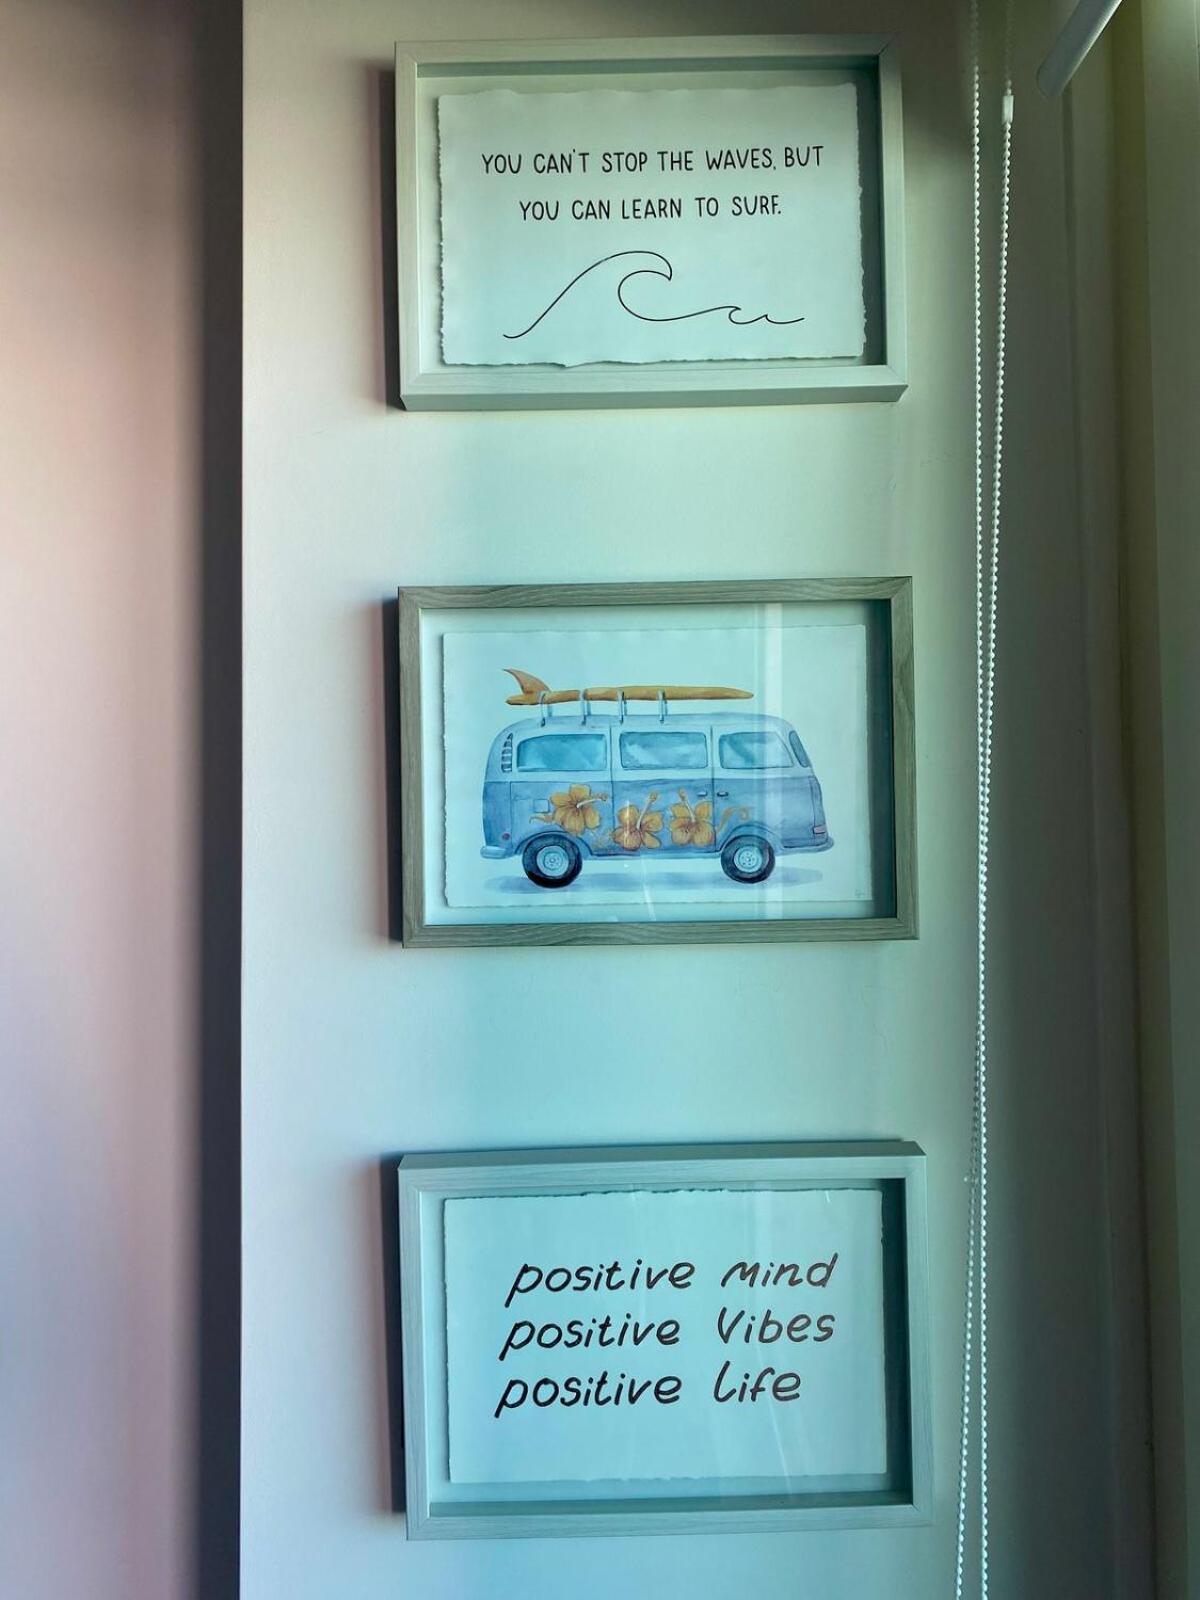 YOU CAN'T STOP THE WAVES, BUT
YOU CAN LEARN TO SURF.
positive mind
positive Vibes
positive life